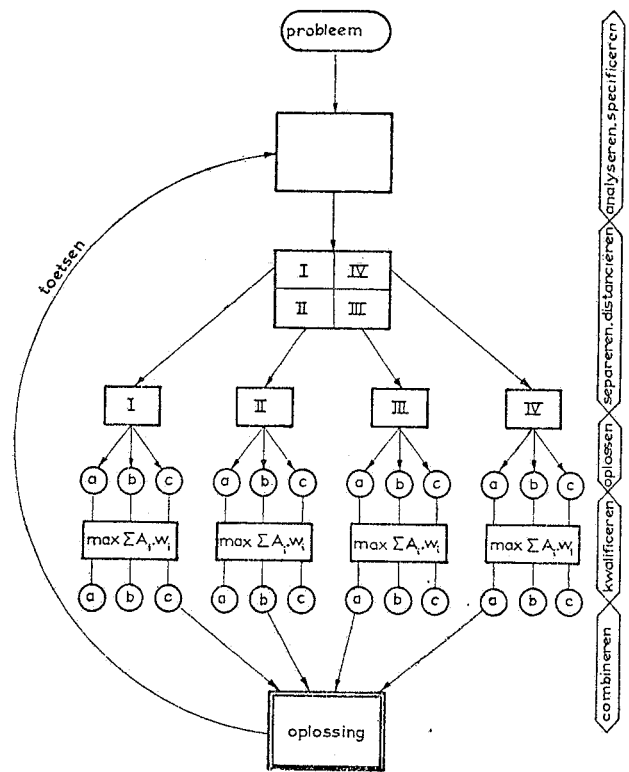 probleem
I IV
II III
I II III IV
a b c a b c a b c a b c
max ΣAᵢ.wᵢ max ΣAᵢ.wᵢ max ΣAᵢ.wᵢ max ΣAᵢ.wᵢ
a b c a b c a b c a b c
oplossing
toetsen
analyseren.specificeren
separeren.distanciëren
oplossen
kwalificeren
combineren